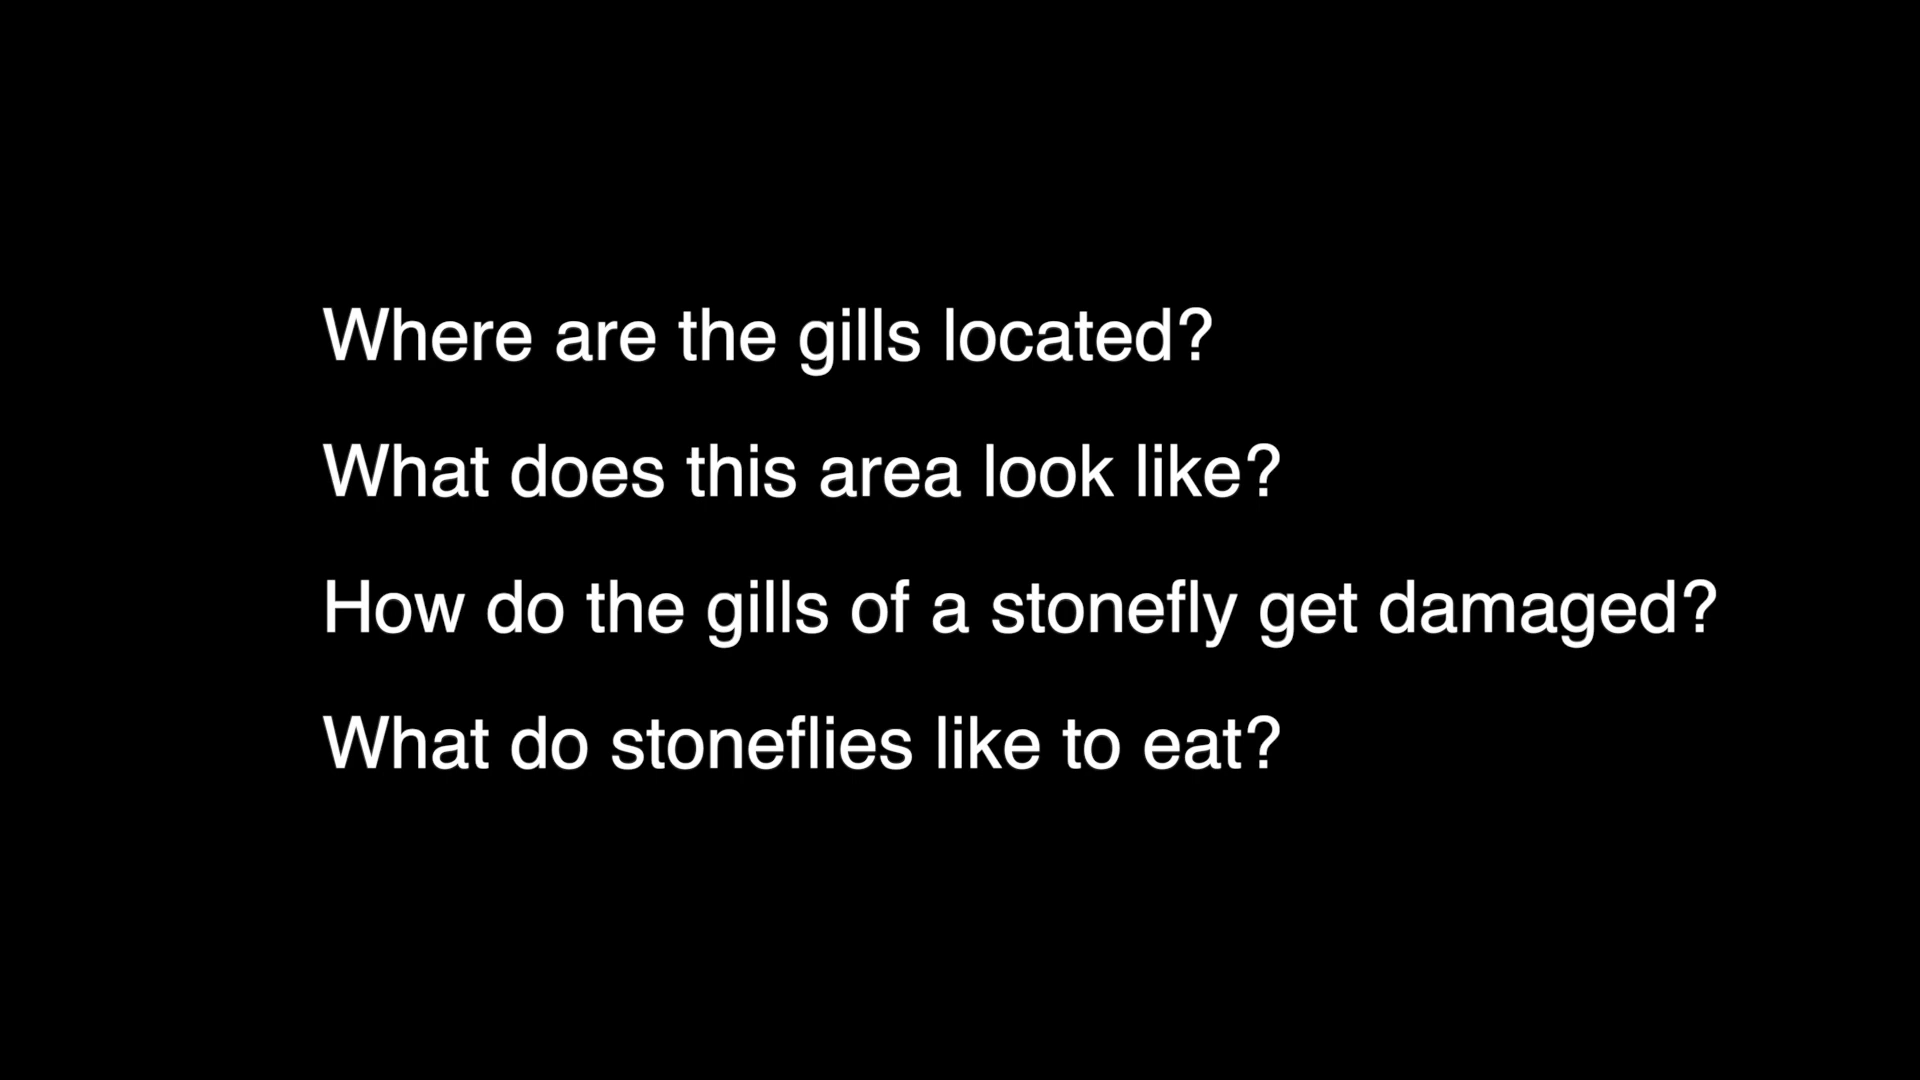 Where are the gills located?
What does this area look like?
How do the gills of a stonefly get damaged?
What do stoneflies like to eat?